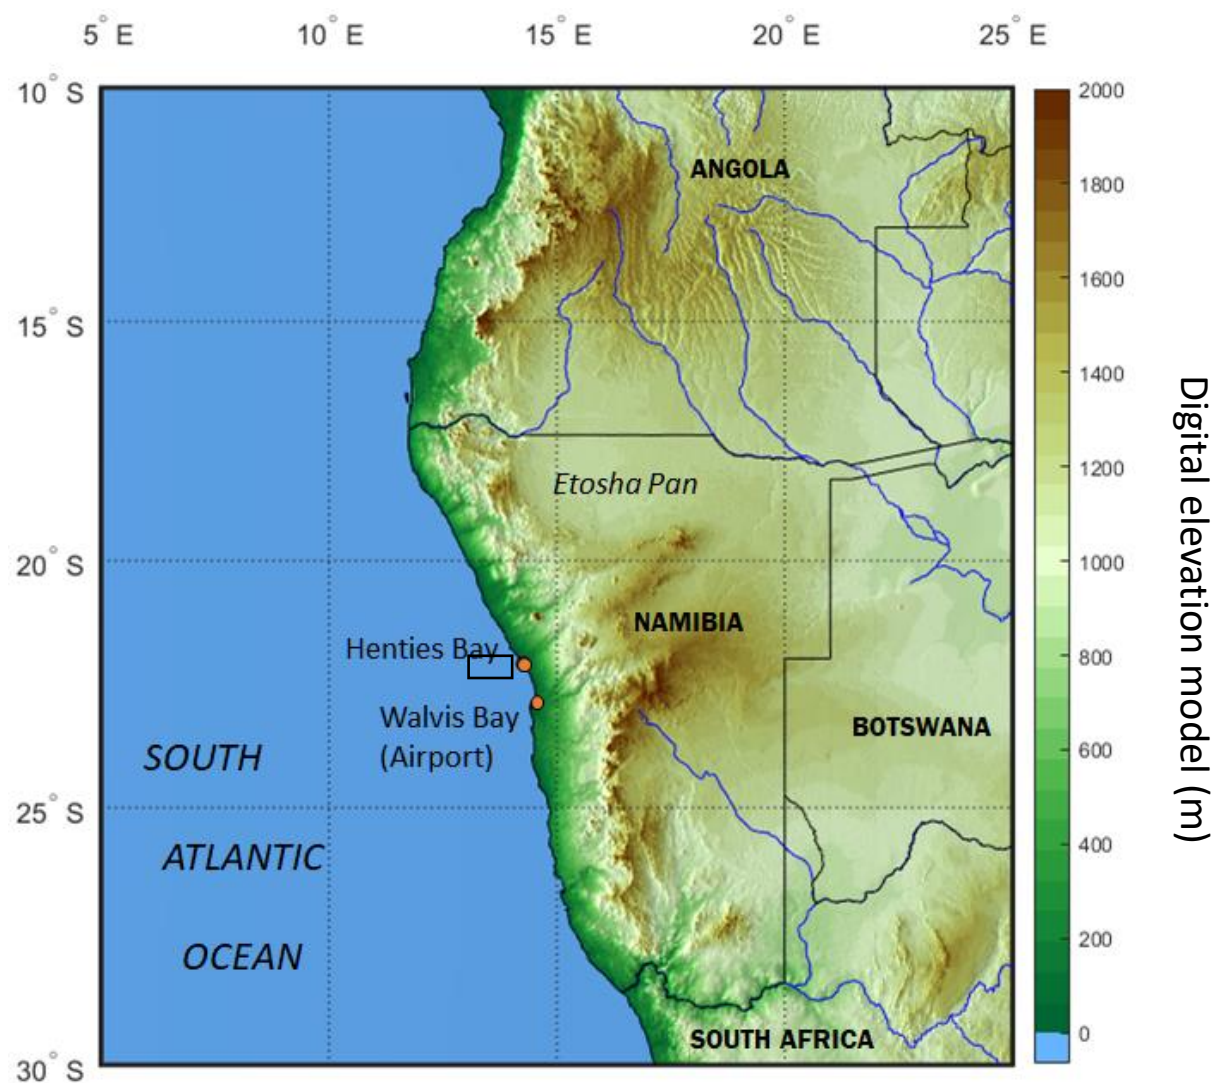 5° E 10° E 15° E 20° E 25° E
10° S
15° S
20° S
25° S
30° S
ANGOLA
Etosha Pan
NAMIBIA
Henties Bay
Walvis Bay
(Airport)
BOTSWANA
SOUTH
ATLANTIC
OCEAN
SOUTH AFRICA
2000
1800
1600
1400
1200
1000
800
600
400
200
0
Digital elevation model (m)